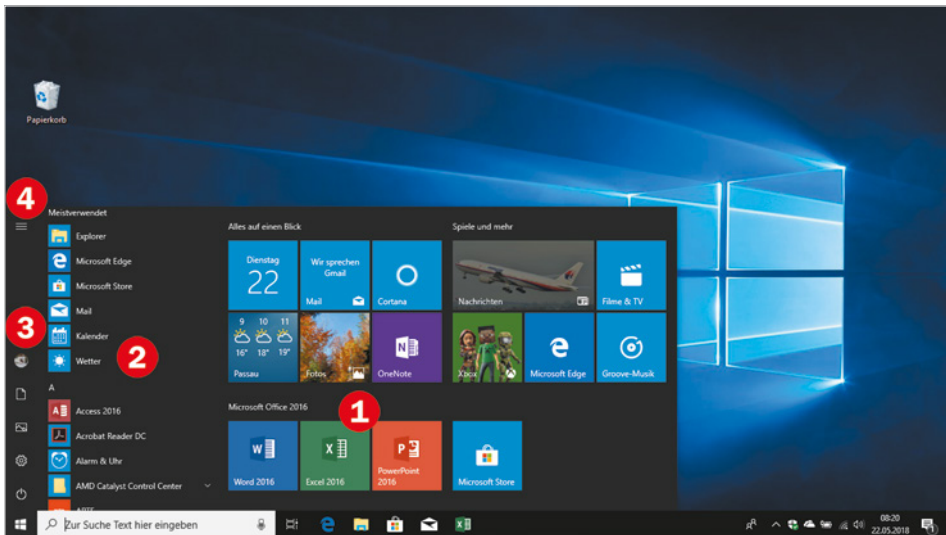 Papierkorb
4
Meistverwendet
Explorer
Microsoft Edge
Microsoft Store
Mail
3
Kalender
Wetter
2
A
Access 2016
Acrobat Reader DC
Alarm & Uhr
AMD Catalyst Control Center
ARTE
Alles auf einen Blick
Dienstag
22
Wir sprechen
Gmail
Mail
Cortana
9 10 11
16° 18° 19°
Passau
Fotos
OneNote
Spiele und mehr
Nachrichten
Filme & TV
Xbox
Microsoft Edge
Groove-Musik
Microsoft Office 2016
1
Word 2016
Excel 2016
PowerPoint
2016
Microsoft Store
Zur Suche Text hier eingeben
08:20
22.05.2018